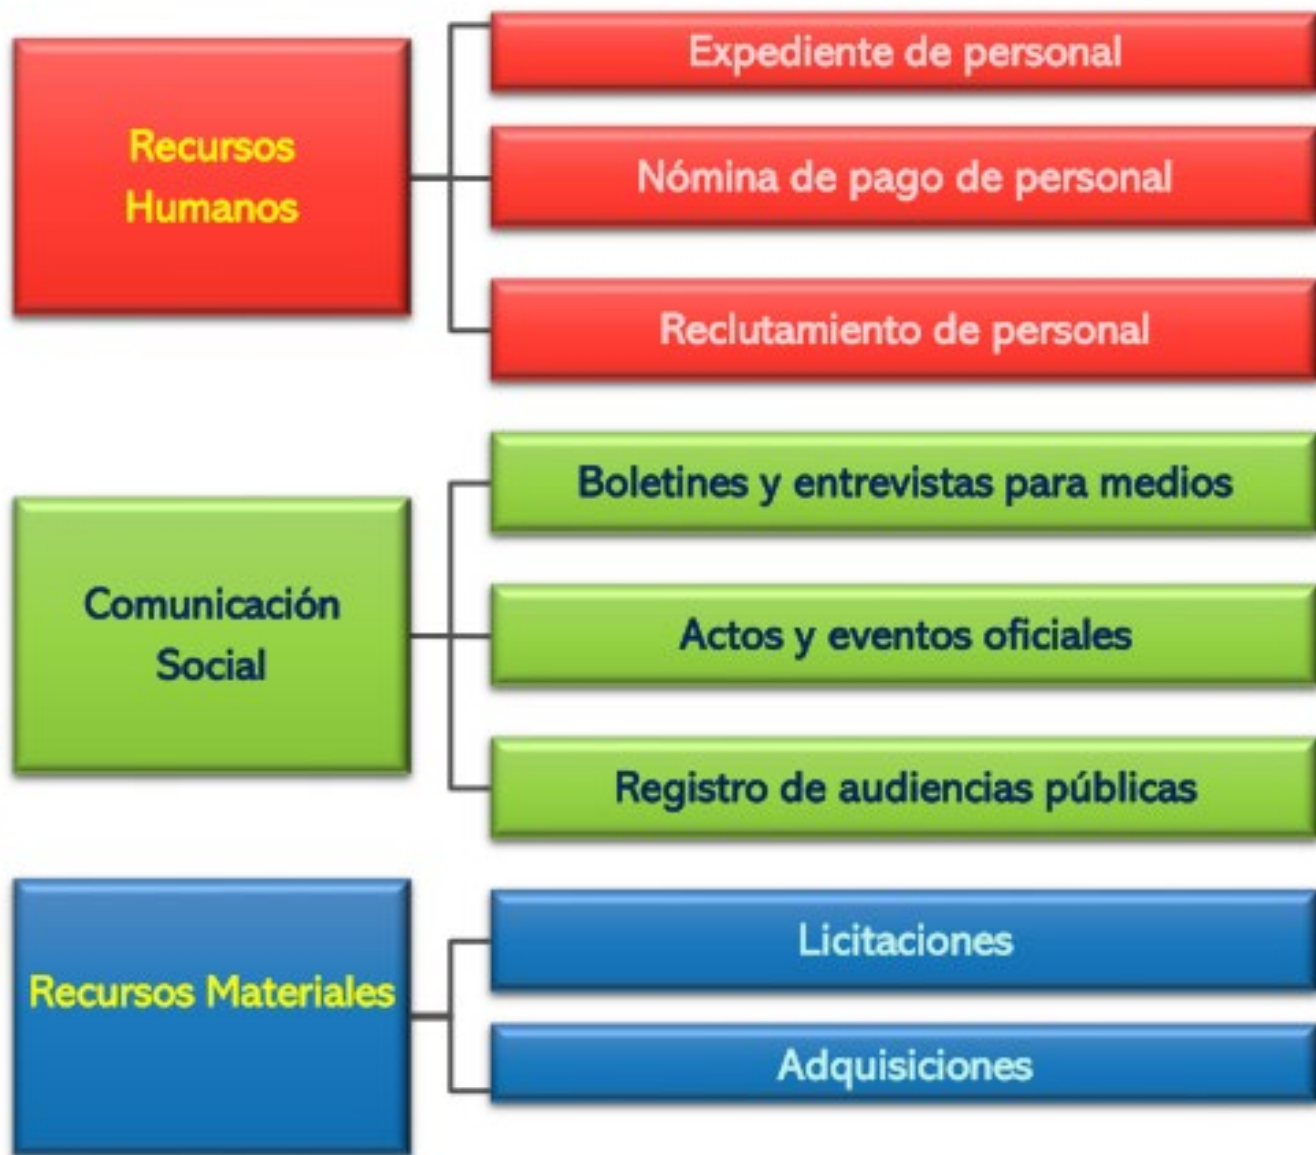 Recursos
Humanos
Expediente de personal
Nómina de pago de personal
Reclutamiento de personal
Comunicación
Social
Boletines y entrevistas para medios
Actos y eventos oficiales
Registro de audiencias públicas
Recursos Materiales
Licitaciones
Adquisiciones